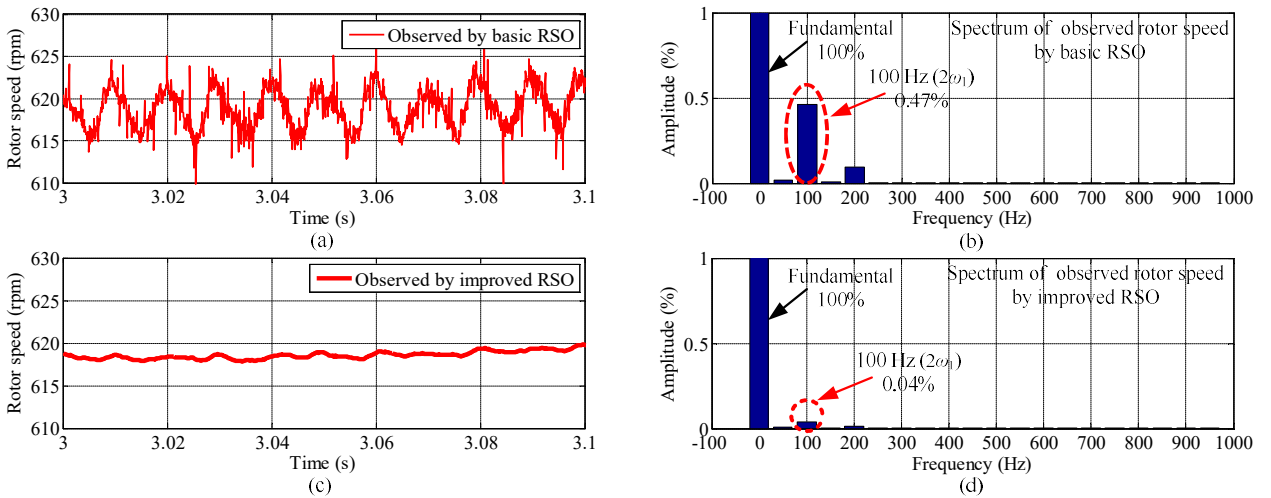 630
625
620
615
610
Rotor speed (rpm)
Observed by basic RSO
3
3.02
3.04
3.06
3.08
3.1
Time (s)
(a)
1
0.5
0
Amplitude (%)
Fundamental
100%
Spectrum of observed rotor speed
by basic RSO
100 Hz (2ω₁)
0.47%
-100
0
100
200
300
400
500
600
700
800
900
1000
Frequency (Hz)
(b)
630
625
620
615
610
Rotor speed (rpm)
Observed by improved RSO
3
3.02
3.04
3.06
3.08
3.1
Time (s)
(c)
1
0.5
0
Amplitude (%)
Fundamental
100%
Spectrum of observed rotor speed
by improved RSO
100 Hz (2ω₁)
0.04%
-100
0
100
200
300
400
500
600
700
800
900
1000
Frequency (Hz)
(d)